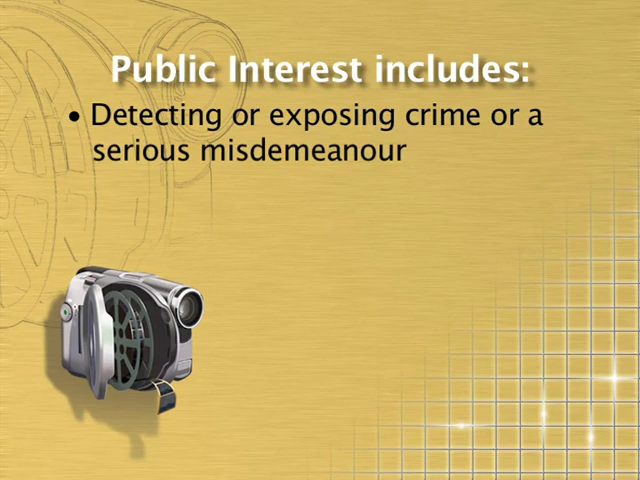 Public Interest includes:
• Detecting or exposing crime or a
serious misdemeanour